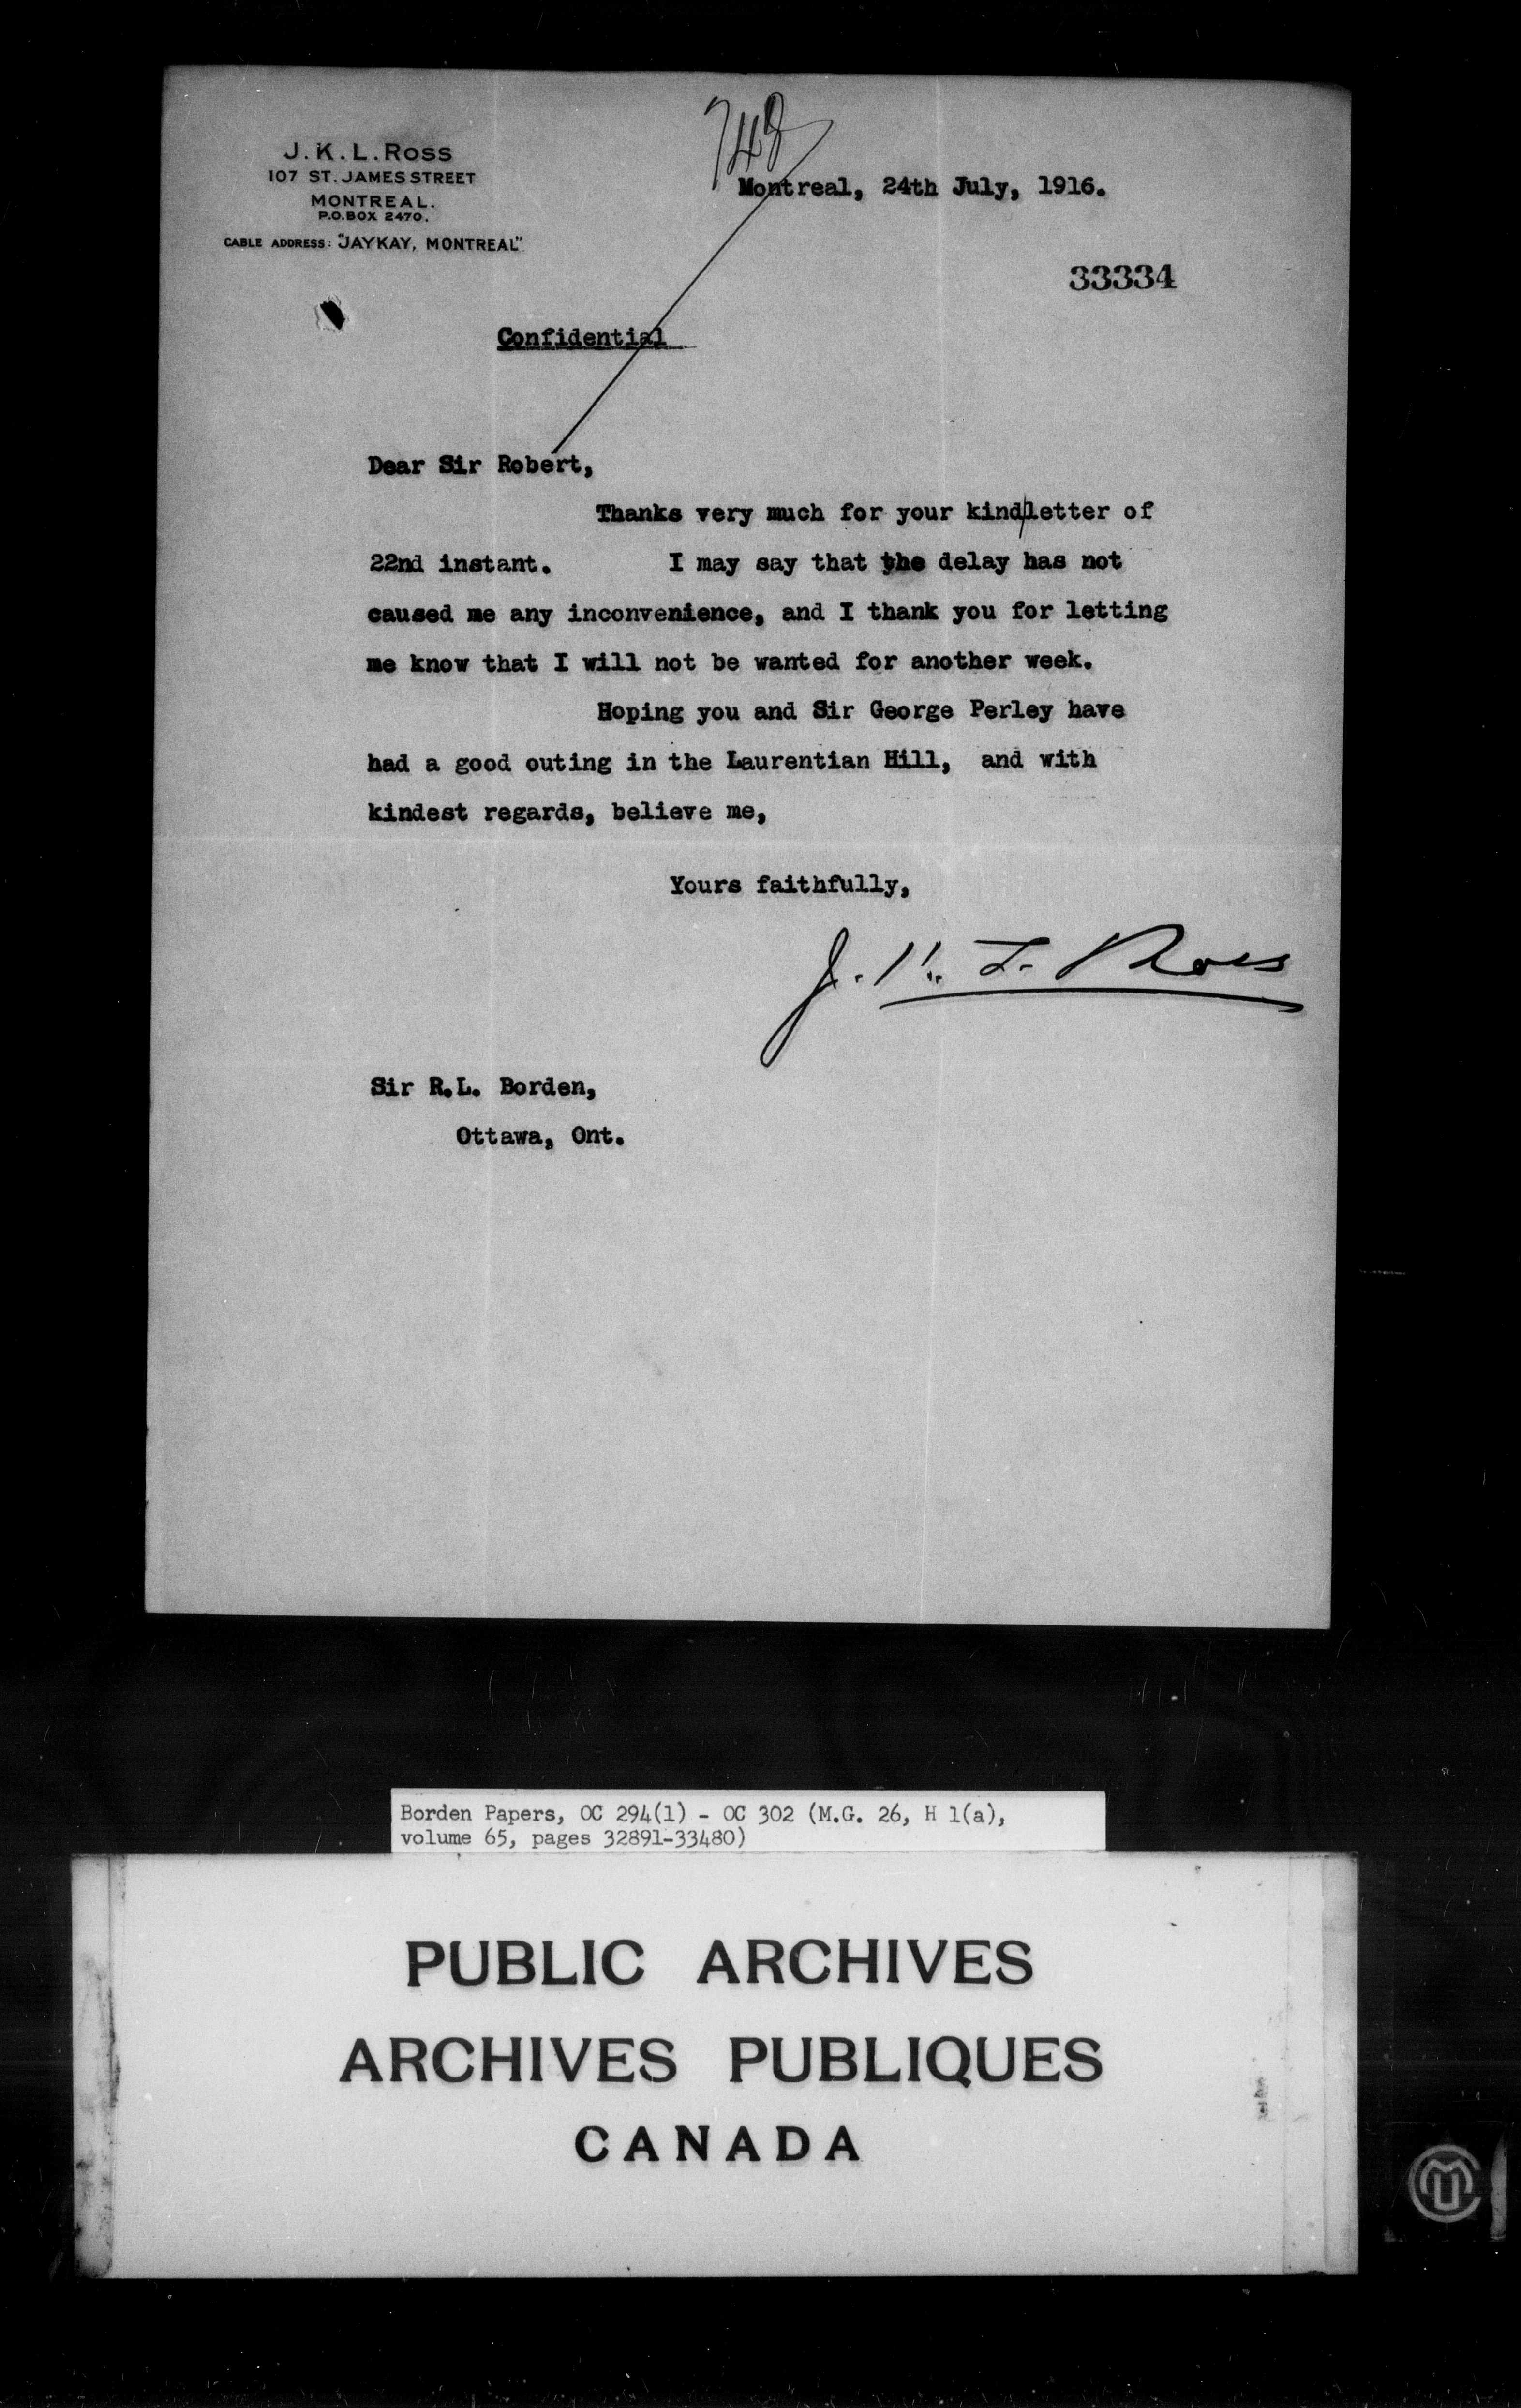 748
J.K.L. ROSS
107 ST. JAMES STREET
MONTREAL.
P.O. BOX 2470.
CABLE ADDRESS: "JAYKAY, MONTREAL"
Montreal, 24th July, 1916.
33334
Confidential
Dear Sir Robert,
Thanks very much for your kind/letter of
22nd instant. I may say that the delay has not
caused me any inconvenience, and I thank you for letting
me know that I will not be wanted for another week.
Hoping you and Sir George Perley have
had a good outing in the Laurentian Hill, and with
kindest regards, believe me,
Yours faithfully,
J. K. L. Ross
Sir R.L. Borden,
Ottawa, Ont.
Borden Papers, OC 294(1) - OC 302 (M.G. 26, H 1(a),
volume 65, pages 32891-33480)
PUBLIC ARCHIVES
ARCHIVES PUBLIQUES
CANADA